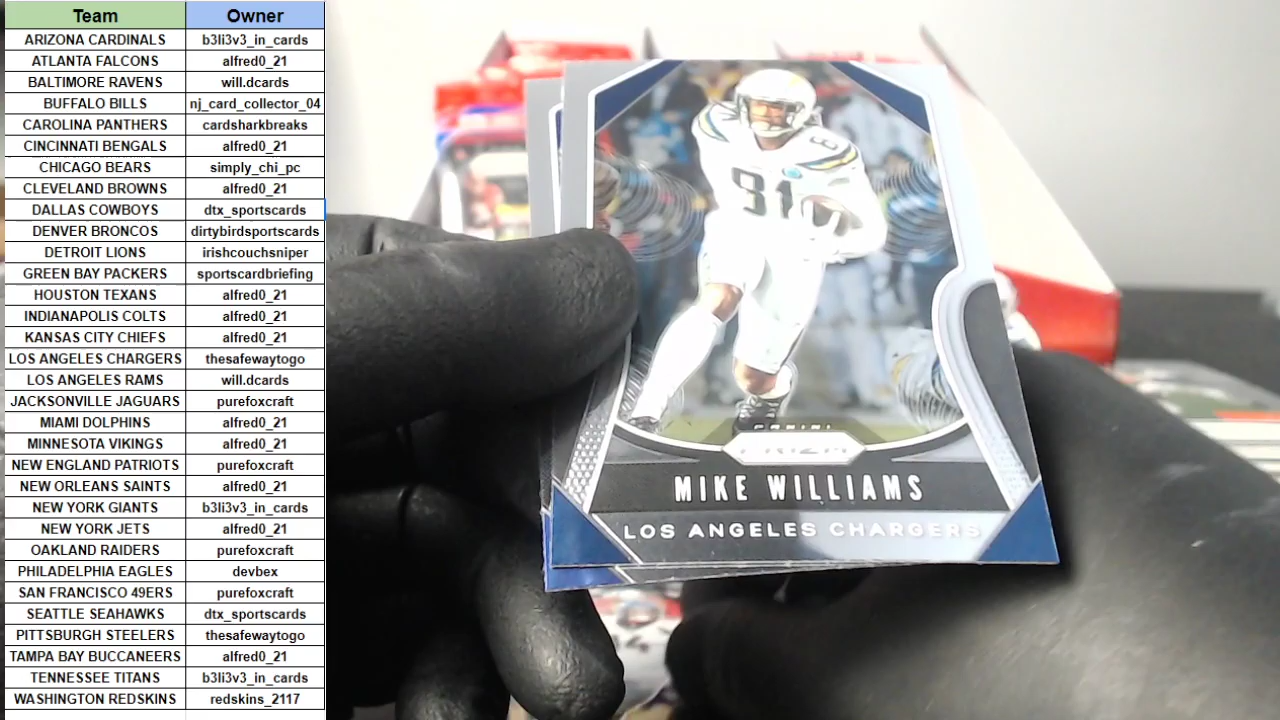 Team Owner
ARIZONA CARDINALS b3li3v3_in_cards
ATLANTA FALCONS alfred0_21
BALTIMORE RAVENS will.dcards
BUFFALO BILLS nj_card_collector_04
CAROLINA PANTHERS cardsharkbreaks
CINCINNATI BENGALS alfred0_21
CHICAGO BEARS simply_chi_pc
CLEVELAND BROWNS alfred0_21
DALLAS COWBOYS dtx_sportscards
DENVER BRONCOS dirtybirdsportscards
DETROIT LIONS irishcouchsniper
GREEN BAY PACKERS sportscardbriefing
HOUSTON TEXANS alfred0_21
INDIANAPOLIS COLTS alfred0_21
KANSAS CITY CHIEFS alfred0_21
LOS ANGELES CHARGERS thesafewaytogo
LOS ANGELES RAMS will.dcards
JACKSONVILLE JAGUARS purefoxcraft
MIAMI DOLPHINS alfred0_21
MINNESOTA VIKINGS alfred0_21
NEW ENGLAND PATRIOTS purefoxcraft
NEW ORLEANS SAINTS alfred0_21
NEW YORK GIANTS b3li3v3_in_cards
NEW YORK JETS alfred0_21
OAKLAND RAIDERS purefoxcraft
PHILADELPHIA EAGLES devbex
SAN FRANCISCO 49ERS purefoxcraft
SEATTLE SEAHAWKS dtx_sportscards
PITTSBURGH STEELERS thesafewaytogo
TAMPA BAY BUCCANEERS alfred0_21
TENNESSEE TITANS b3li3v3_in_cards
WASHINGTON REDSKINS redskins_2117
8
81
PANINI
PRIZM
MIKE WILLIAMS
LOS ANGELES CHARGERS